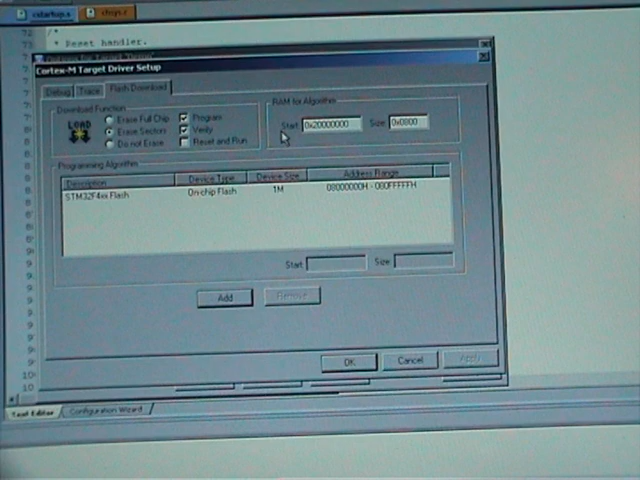 cstartup.s
chsys.c
72 /*
73 * Reset handler.
Cortex-M Target Driver Setup
Debug Trace Flash Download
Download Function
LOAD
Erase Full Chip
Erase Sectors
Do not Erase
Program
Verify
Reset and Run
RAM for Algorithm
Start: 0x20000000 Size: 0x0800
Programming Algorithm
Description Device Type Device Size Address Range
STM32F4xx Flash On-chip Flash 1M 08000000H - 080FFFFFH
Start: Size:
Add Remove
OK Cancel Apply
Text Editor Configuration Wizard